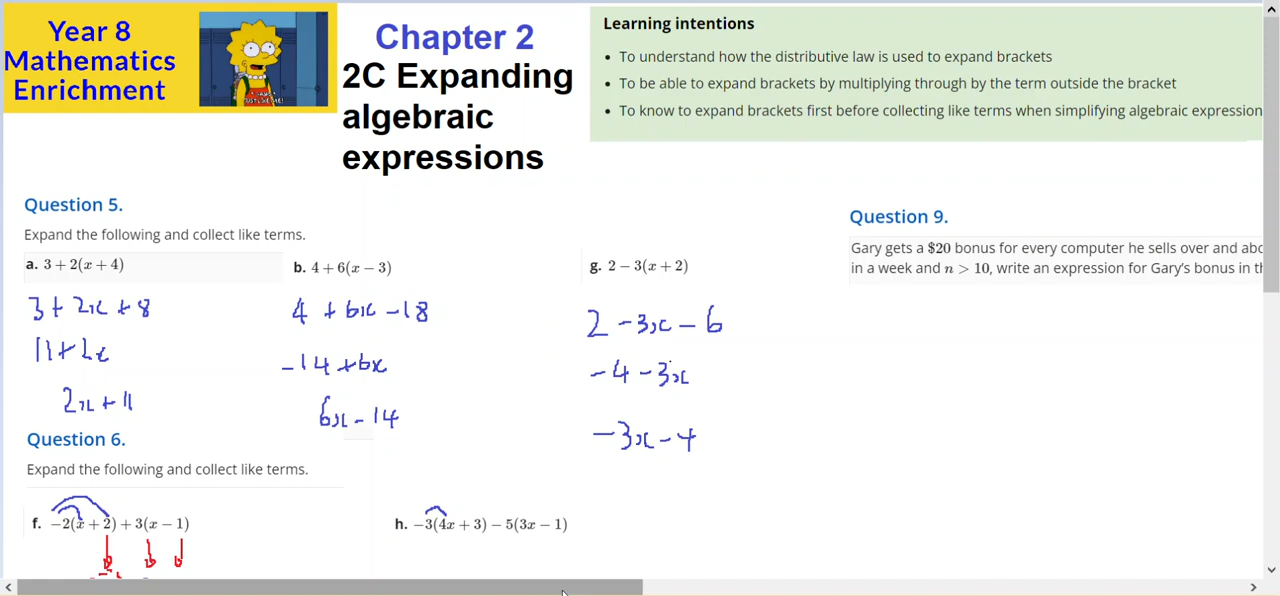 Year 8
Mathematics
Enrichment
Chapter 2
2C Expanding
algebraic
expressions
Learning intentions
• To understand how the distributive law is used to expand brackets
• To be able to expand brackets by multiplying through by the term outside the bracket
• To know to expand brackets first before collecting like terms when simplifying algebraic expression
Question 5.
Expand the following and collect like terms.
a. 3 + 2(x + 4)
3 + 2x + 8
11 + 2x
2x + 11
b. 4 + 6(x − 3)
4 + 6x − 18
−14 + 6x
6x − 14
g. 2 − 3(x + 2)
2 − 3x − 6
−4 − 3x
−3x − 4
Question 9.
Gary gets a $20 bonus for every computer he sells over and abo
in a week and n > 10, write an expression for Gary's bonus in th
Question 6.
Expand the following and collect like terms.
f. −2(x + 2) + 3(x − 1)
h. −3(4x + 3) − 5(3x − 1)